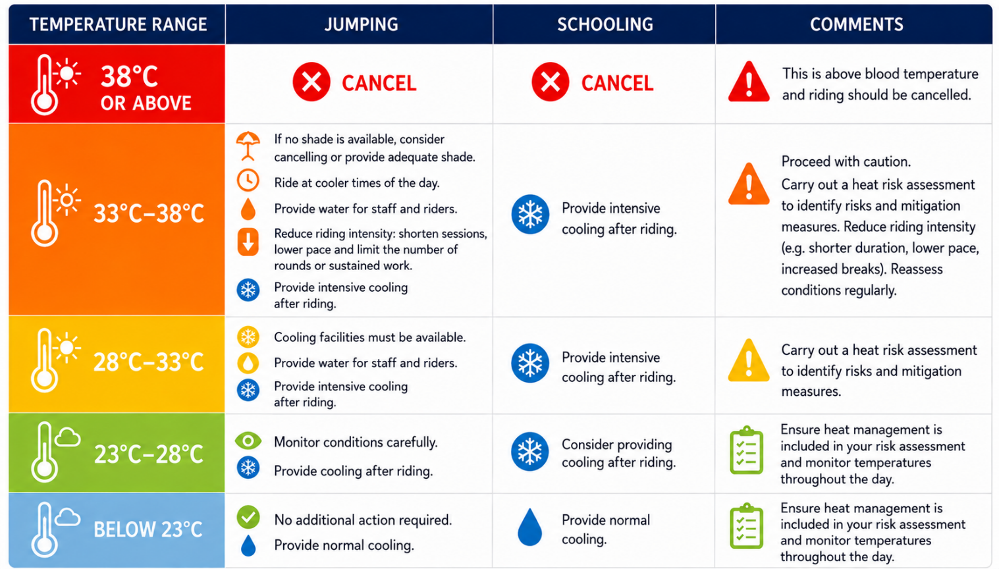 TEMPERATURE RANGE
JUMPING
SCHOOLING
COMMENTS
38°C
OR ABOVE
CANCEL
CANCEL
This is above blood temperature
and riding should be cancelled.
33°C–38°C
If no shade is available, consider
cancelling or provide adequate shade.
Ride at cooler times of the day.
Provide water for staff and riders.
Reduce riding intensity: shorten sessions,
lower pace and limit the number of
rounds or sustained work.
Provide intensive cooling
after riding.
Provide intensive
cooling after riding.
Proceed with caution.
Carry out a heat risk assessment
to identify risks and mitigation
measures. Reduce riding intensity
(e.g. shorter duration, lower pace,
increased breaks). Reassess
conditions regularly.
28°C–33°C
Cooling facilities must be available.
Provide water for staff and riders.
Provide intensive cooling
after riding.
Provide intensive
cooling after riding.
Carry out a heat risk assessment
to identify risks and mitigation
measures.
23°C–28°C
Monitor conditions carefully.
Provide cooling after riding.
Consider providing
cooling after riding.
Ensure heat management is
included in your risk assessment
and monitor temperatures
throughout the day.
BELOW 23°C
No additional action required.
Provide normal cooling.
Provide normal
cooling.
Ensure heat management is
included in your risk assessment
and monitor temperatures
throughout the day.